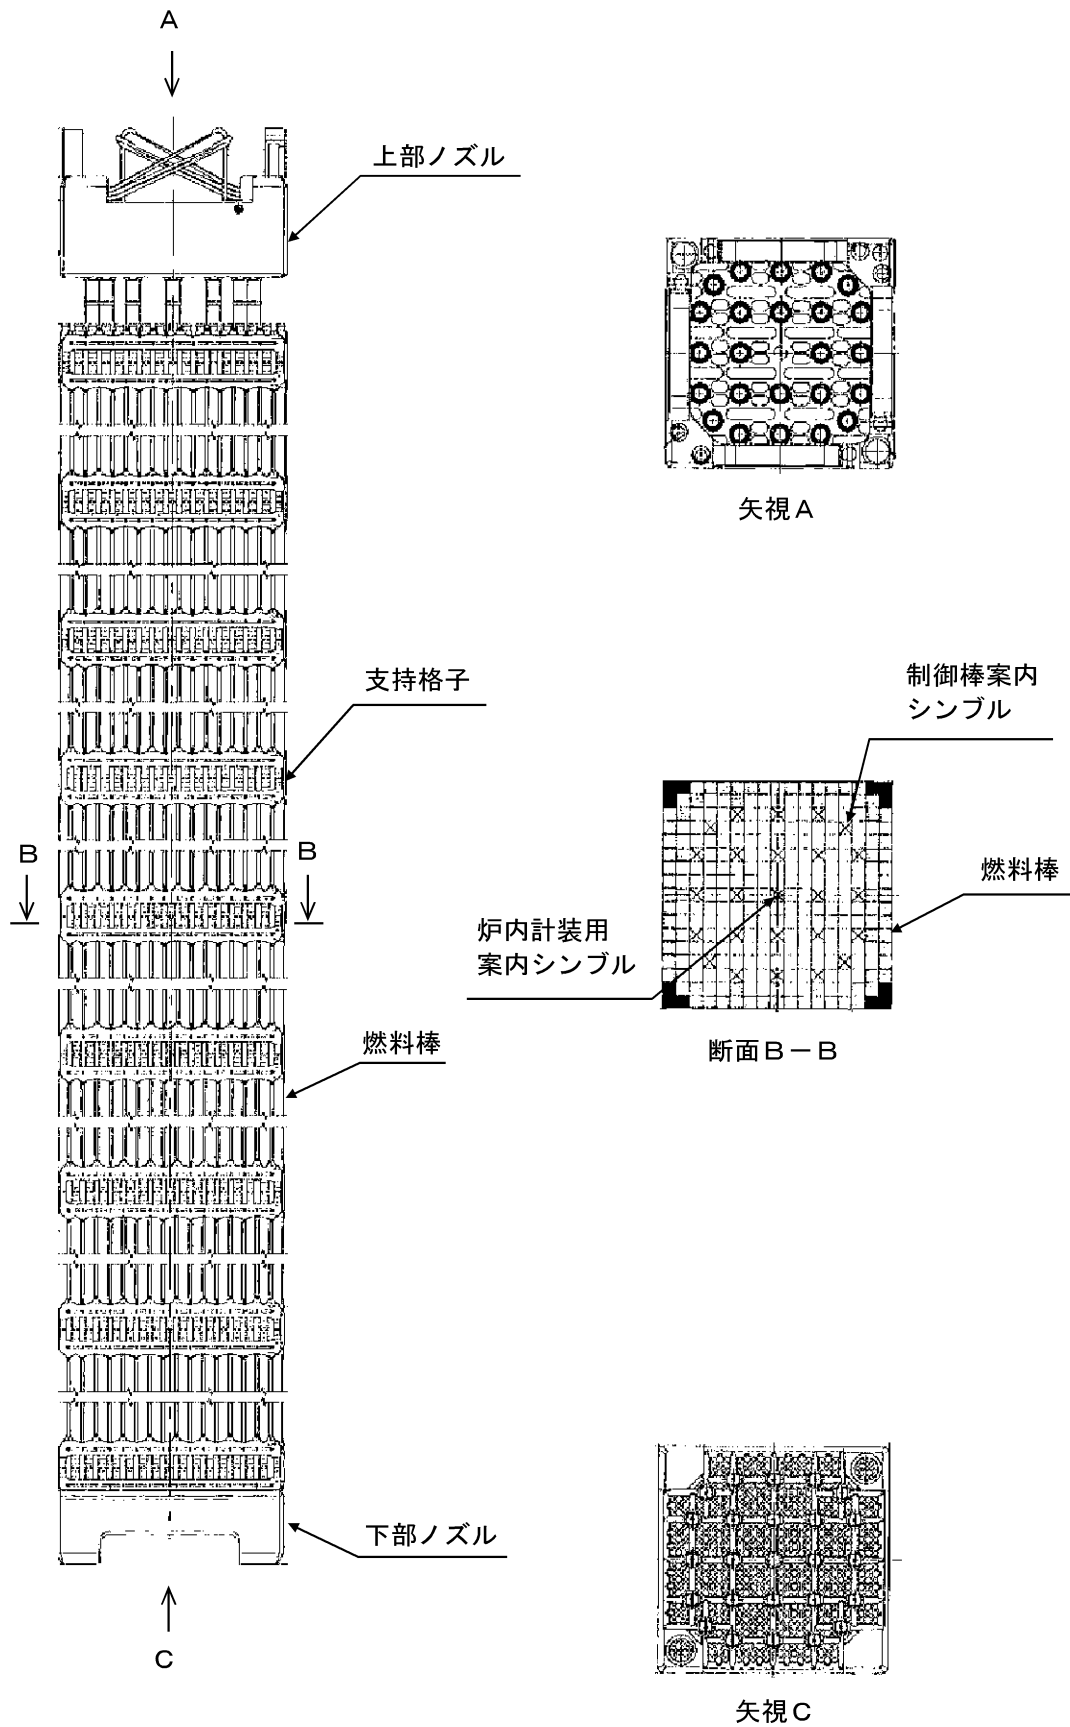 A
上部ノズル
矢視A
支持格子
制御棒案内
シンブル
B
B
燃料棒
炉内計装用
案内シンブル
断面B－B
燃料棒
下部ノズル
C
矢視C